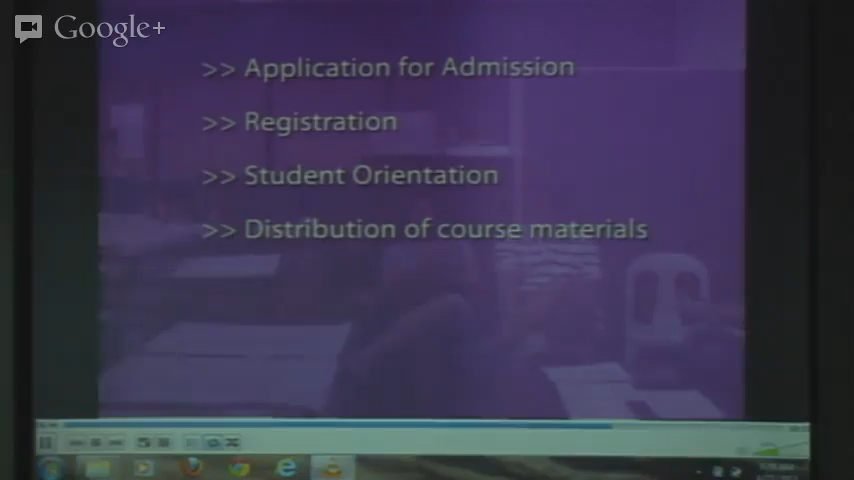 Google+
>> Application for Admission
>> Registration
>> Student Orientation
>> Distribution of course materials